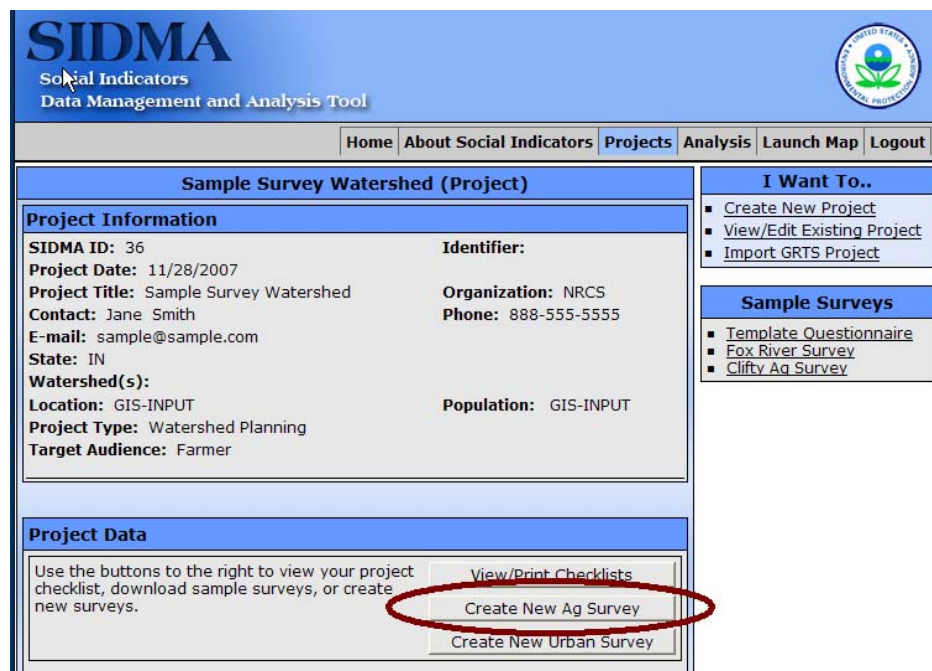 SIDMA
Social Indicators
Data Management and Analysis Tool
UNITED STATES
ENVIRONMENTAL PROTECTION AGENCY
Home About Social Indicators Projects Analysis Launch Map Logout
Sample Survey Watershed (Project)
Project Information
SIDMA ID: 36 Identifier:
Project Date: 11/28/2007
Project Title: Sample Survey Watershed Organization: NRCS
Contact: Jane Smith Phone: 888-555-5555
E-mail: sample@sample.com
State: IN
Watershed(s):
Location: GIS-INPUT Population: GIS-INPUT
Project Type: Watershed Planning
Target Audience: Farmer
I Want To..
Create New Project
View/Edit Existing Project
Import GRTS Project
Sample Surveys
Template Questionnaire
Fox River Survey
Clifty Ag Survey
Project Data
Use the buttons to the right to view your project
checklist, download sample surveys, or create
new surveys.
View/Print Checklists
Create New Ag Survey
Create New Urban Survey